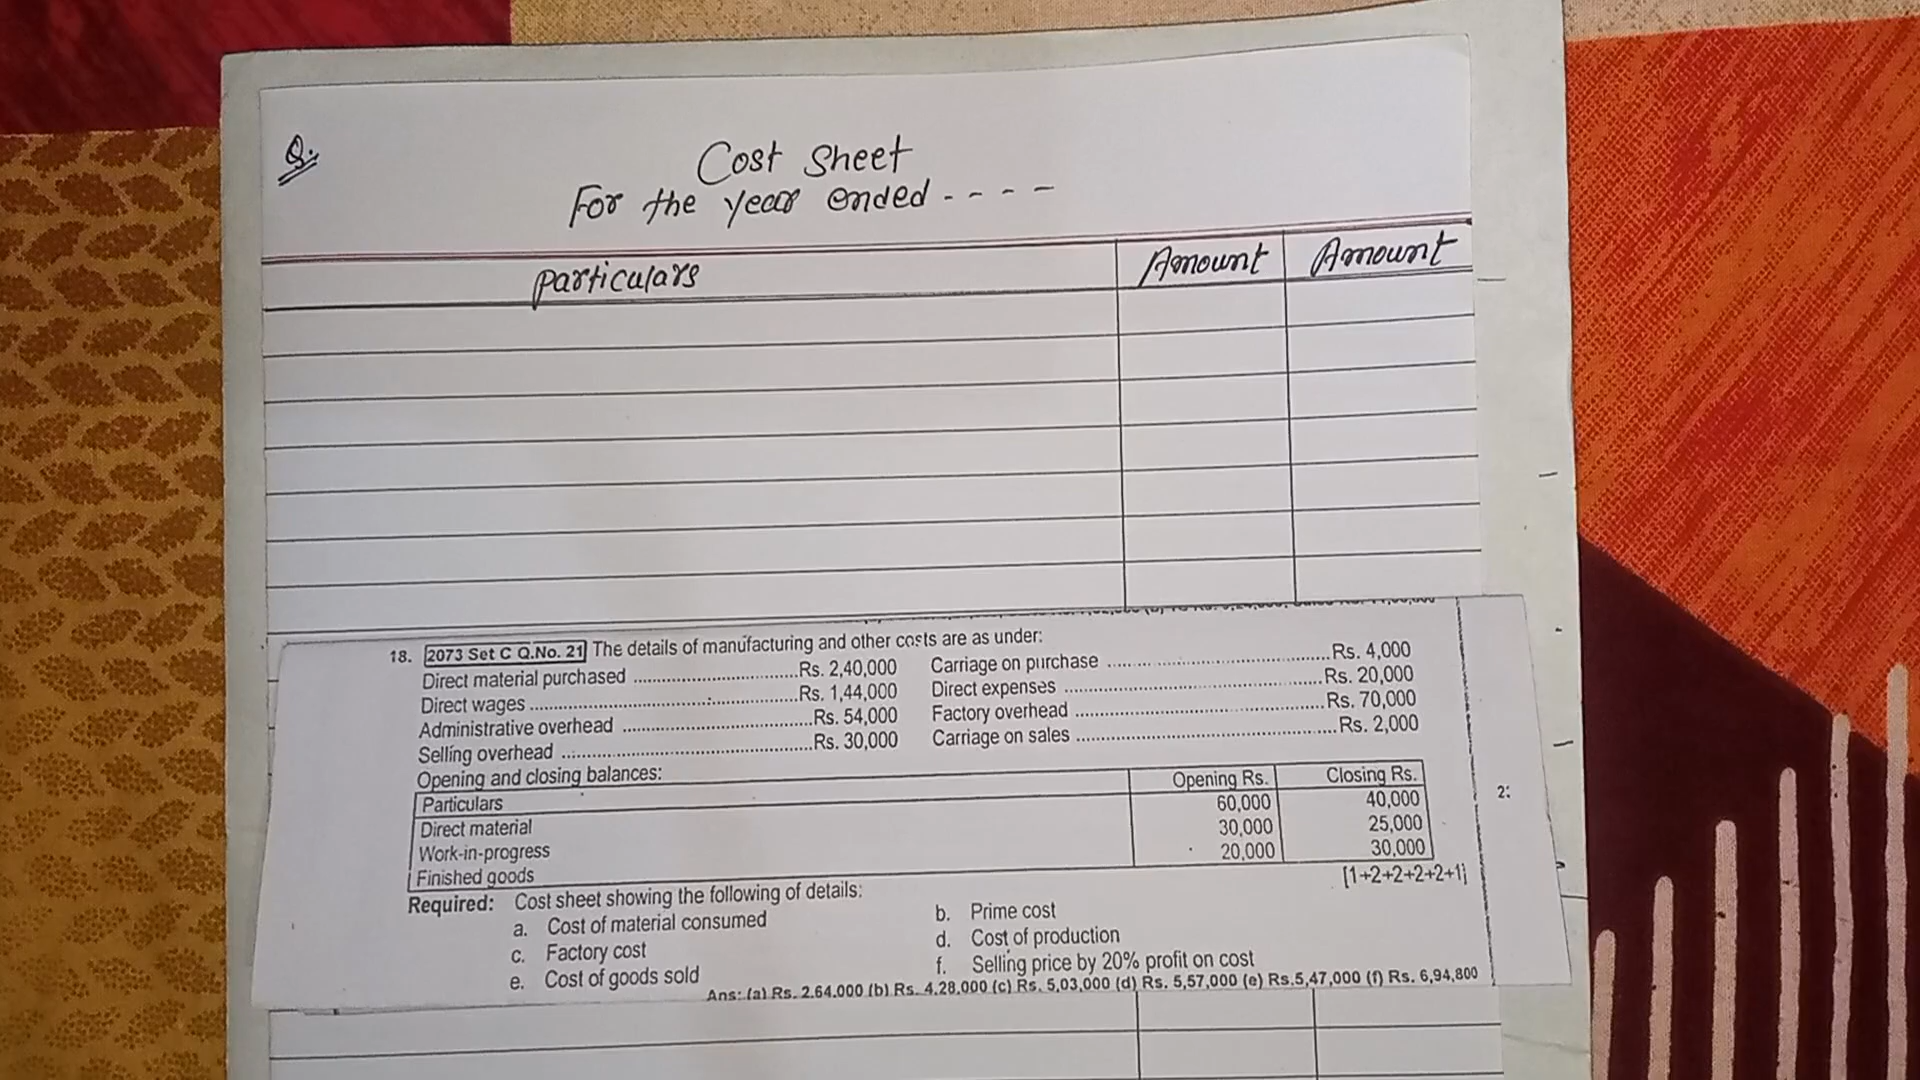 Q.
Cost Sheet
For the year ended ----
Particulars Amount Amount
18. 2073 Set C Q.No. 21 The details of manufacturing and other costs are as under:
Direct material purchased ........ Rs. 2,40,000 Carriage on purchase ........ Rs. 4,000
Direct wages ........ Rs. 1,44,000 Direct expenses ........ Rs. 20,000
Administrative overhead ........ Rs. 54,000 Factory overhead ........ Rs. 70,000
Selling overhead ........ Rs. 30,000 Carriage on sales ........ Rs. 2,000
Opening and closing balances:
Particulars Opening Rs. Closing Rs.
Direct material 60,000 40,000
Work-in-progress 30,000 25,000
Finished goods 20,000 30,000
[1+2+2+2+2+1]
Required: Cost sheet showing the following of details:
a. Cost of material consumed b. Prime cost
c. Factory cost d. Cost of production
e. Cost of goods sold f. Selling price by 20% profit on cost
Ans: (a) Rs. 2,64,000 (b) Rs. 4,28,000 (c) Rs. 5,03,000 (d) Rs. 5,57,000 (e) Rs.5,47,000 (f) Rs. 6,94,800
2: